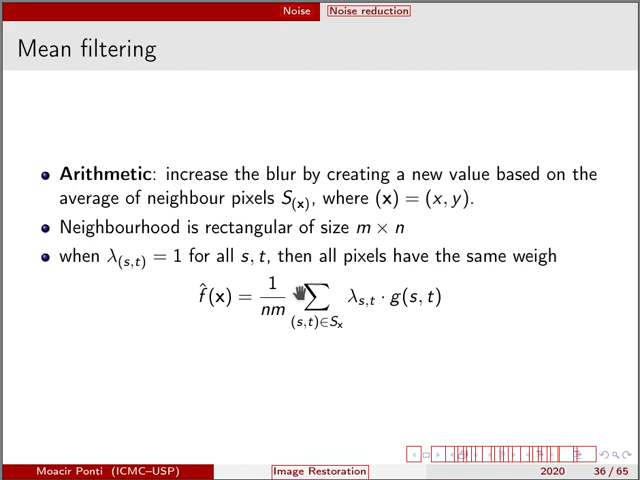 Noise Noise reduction
Mean filtering
Arithmetic: increase the blur by creating a new value based on the
average of neighbour pixels S(x), where (x) = (x, y).
Neighbourhood is rectangular of size m × n
when λ(s,t) = 1 for all s, t, then all pixels have the same weigh
f̂(x) = 1/nm ∑(s,t)∈Sx λs,t · g(s, t)
Moacir Ponti (ICMC–USP) Image Restoration 2020 36 / 65